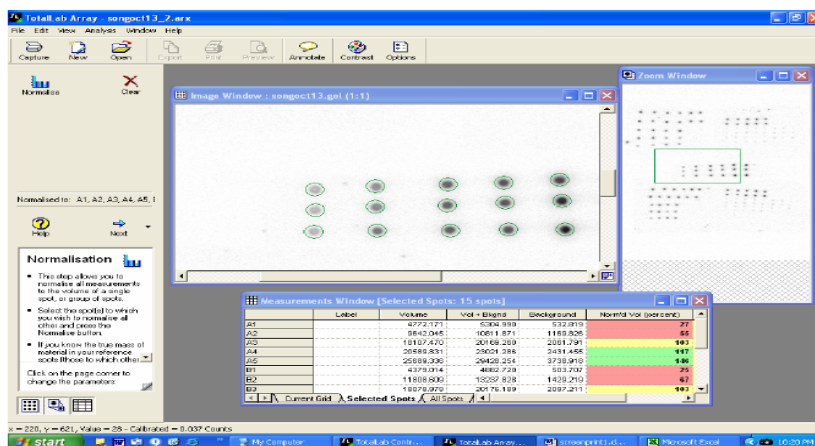 TotalLab Array - songoct13_2.arx
File Edit View Analysis Window Help
Capture New Open Export Print Preview Annotate Contrast Options
Normalise Clear
Image Window : songoct13.gel (1:1)
Zoom Window
Normalised to: A1, A2, A3, A4, A5,
Help Next
Normalisation
This step allows you to
normalise all measurements
to the volume of a single
spot, or group of spots.
Select the spot(s) to which
you wish to normalise all
other and press the
Normalise button.
If you know the true mass of
material in your reference
spots (those to which other
Click on the page corner to
change the parameters
Measurements Window [Selected Spots: 15 spots]
Label Volume Vol + Bkgnd Background Norm'd Vol (percent)
A1 4772.171 5304.990 532.819 27
A2 1169.826 55
A3 18107.470 20169.260 2061.791 103
A4 20589.831 23021.286 2431.455 117
A5 25689.336 29428.254 3738.918 146
B1 4379.014 4882.720 503.707 25
B2 11808.609 13237.828 1429.219 67
B3 18078.978 20176.189 2097.211 103
Current Grid Selected Spots All Spots
x = 220, y = 621, Value = 28 - Calibrated = 0.037 Counts
start My Computer TotalLab Contr... TotalLab Array... screenprint1.d... Microsoft Excel 10:20 PM